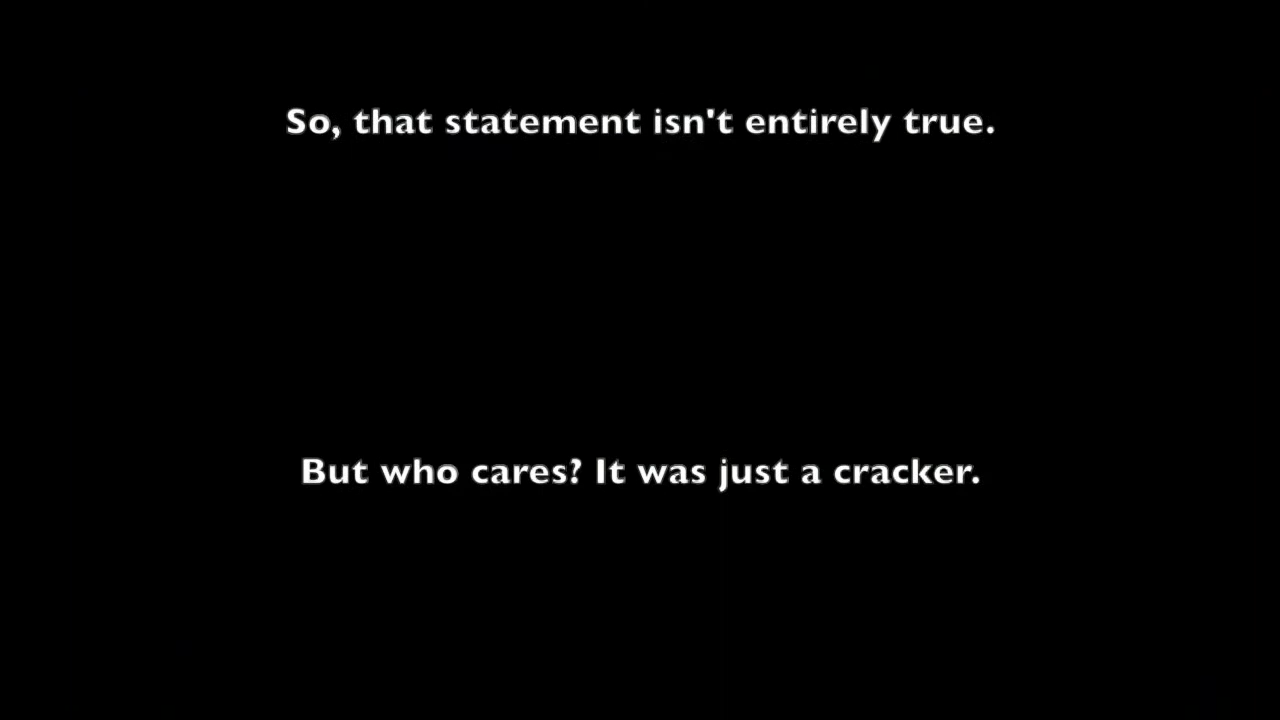 So, that statement isn't entirely true.
But who cares? It was just a cracker.